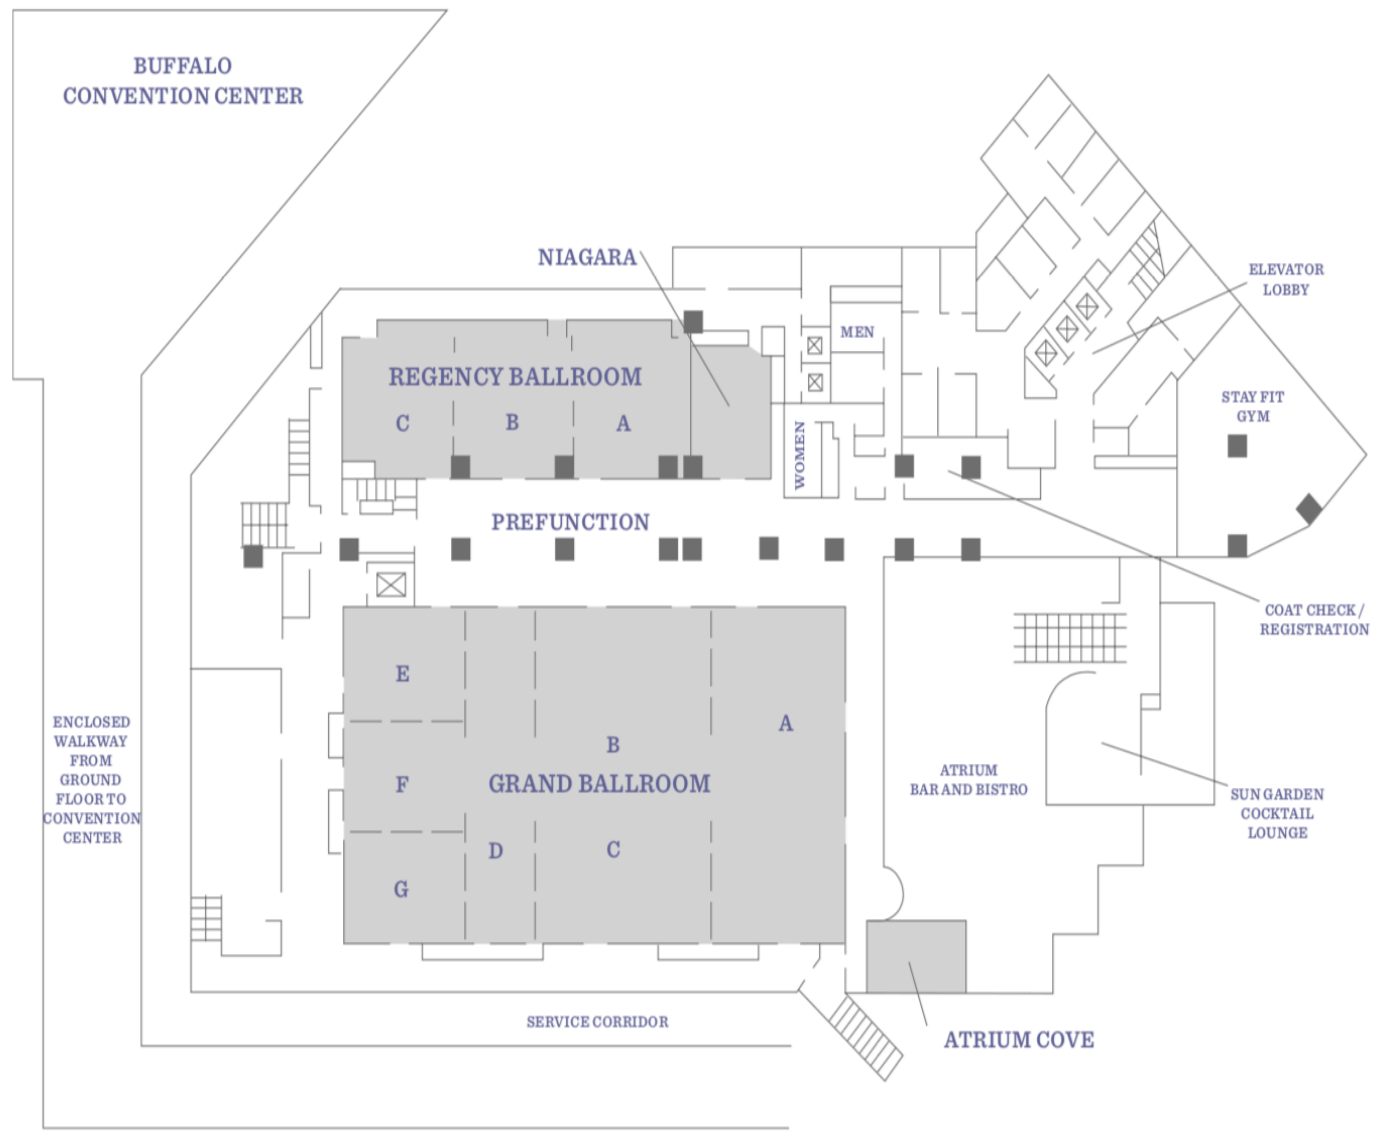 BUFFALO
CONVENTION CENTER
NIAGARA
ELEVATOR
LOBBY
MEN
REGENCY BALLROOM
C
B
A
WOMEN
STAY FIT
GYM
PREFUNCTION
COAT CHECK /
REGISTRATION
E
F
G
B
A
GRAND BALLROOM
D
C
ENCLOSED
WALKWAY
FROM
GROUND
FLOOR TO
CONVENTION
CENTER
ATRIUM
BAR AND BISTRO
SUN GARDEN
COCKTAIL
LOUNGE
SERVICE CORRIDOR
ATRIUM COVE